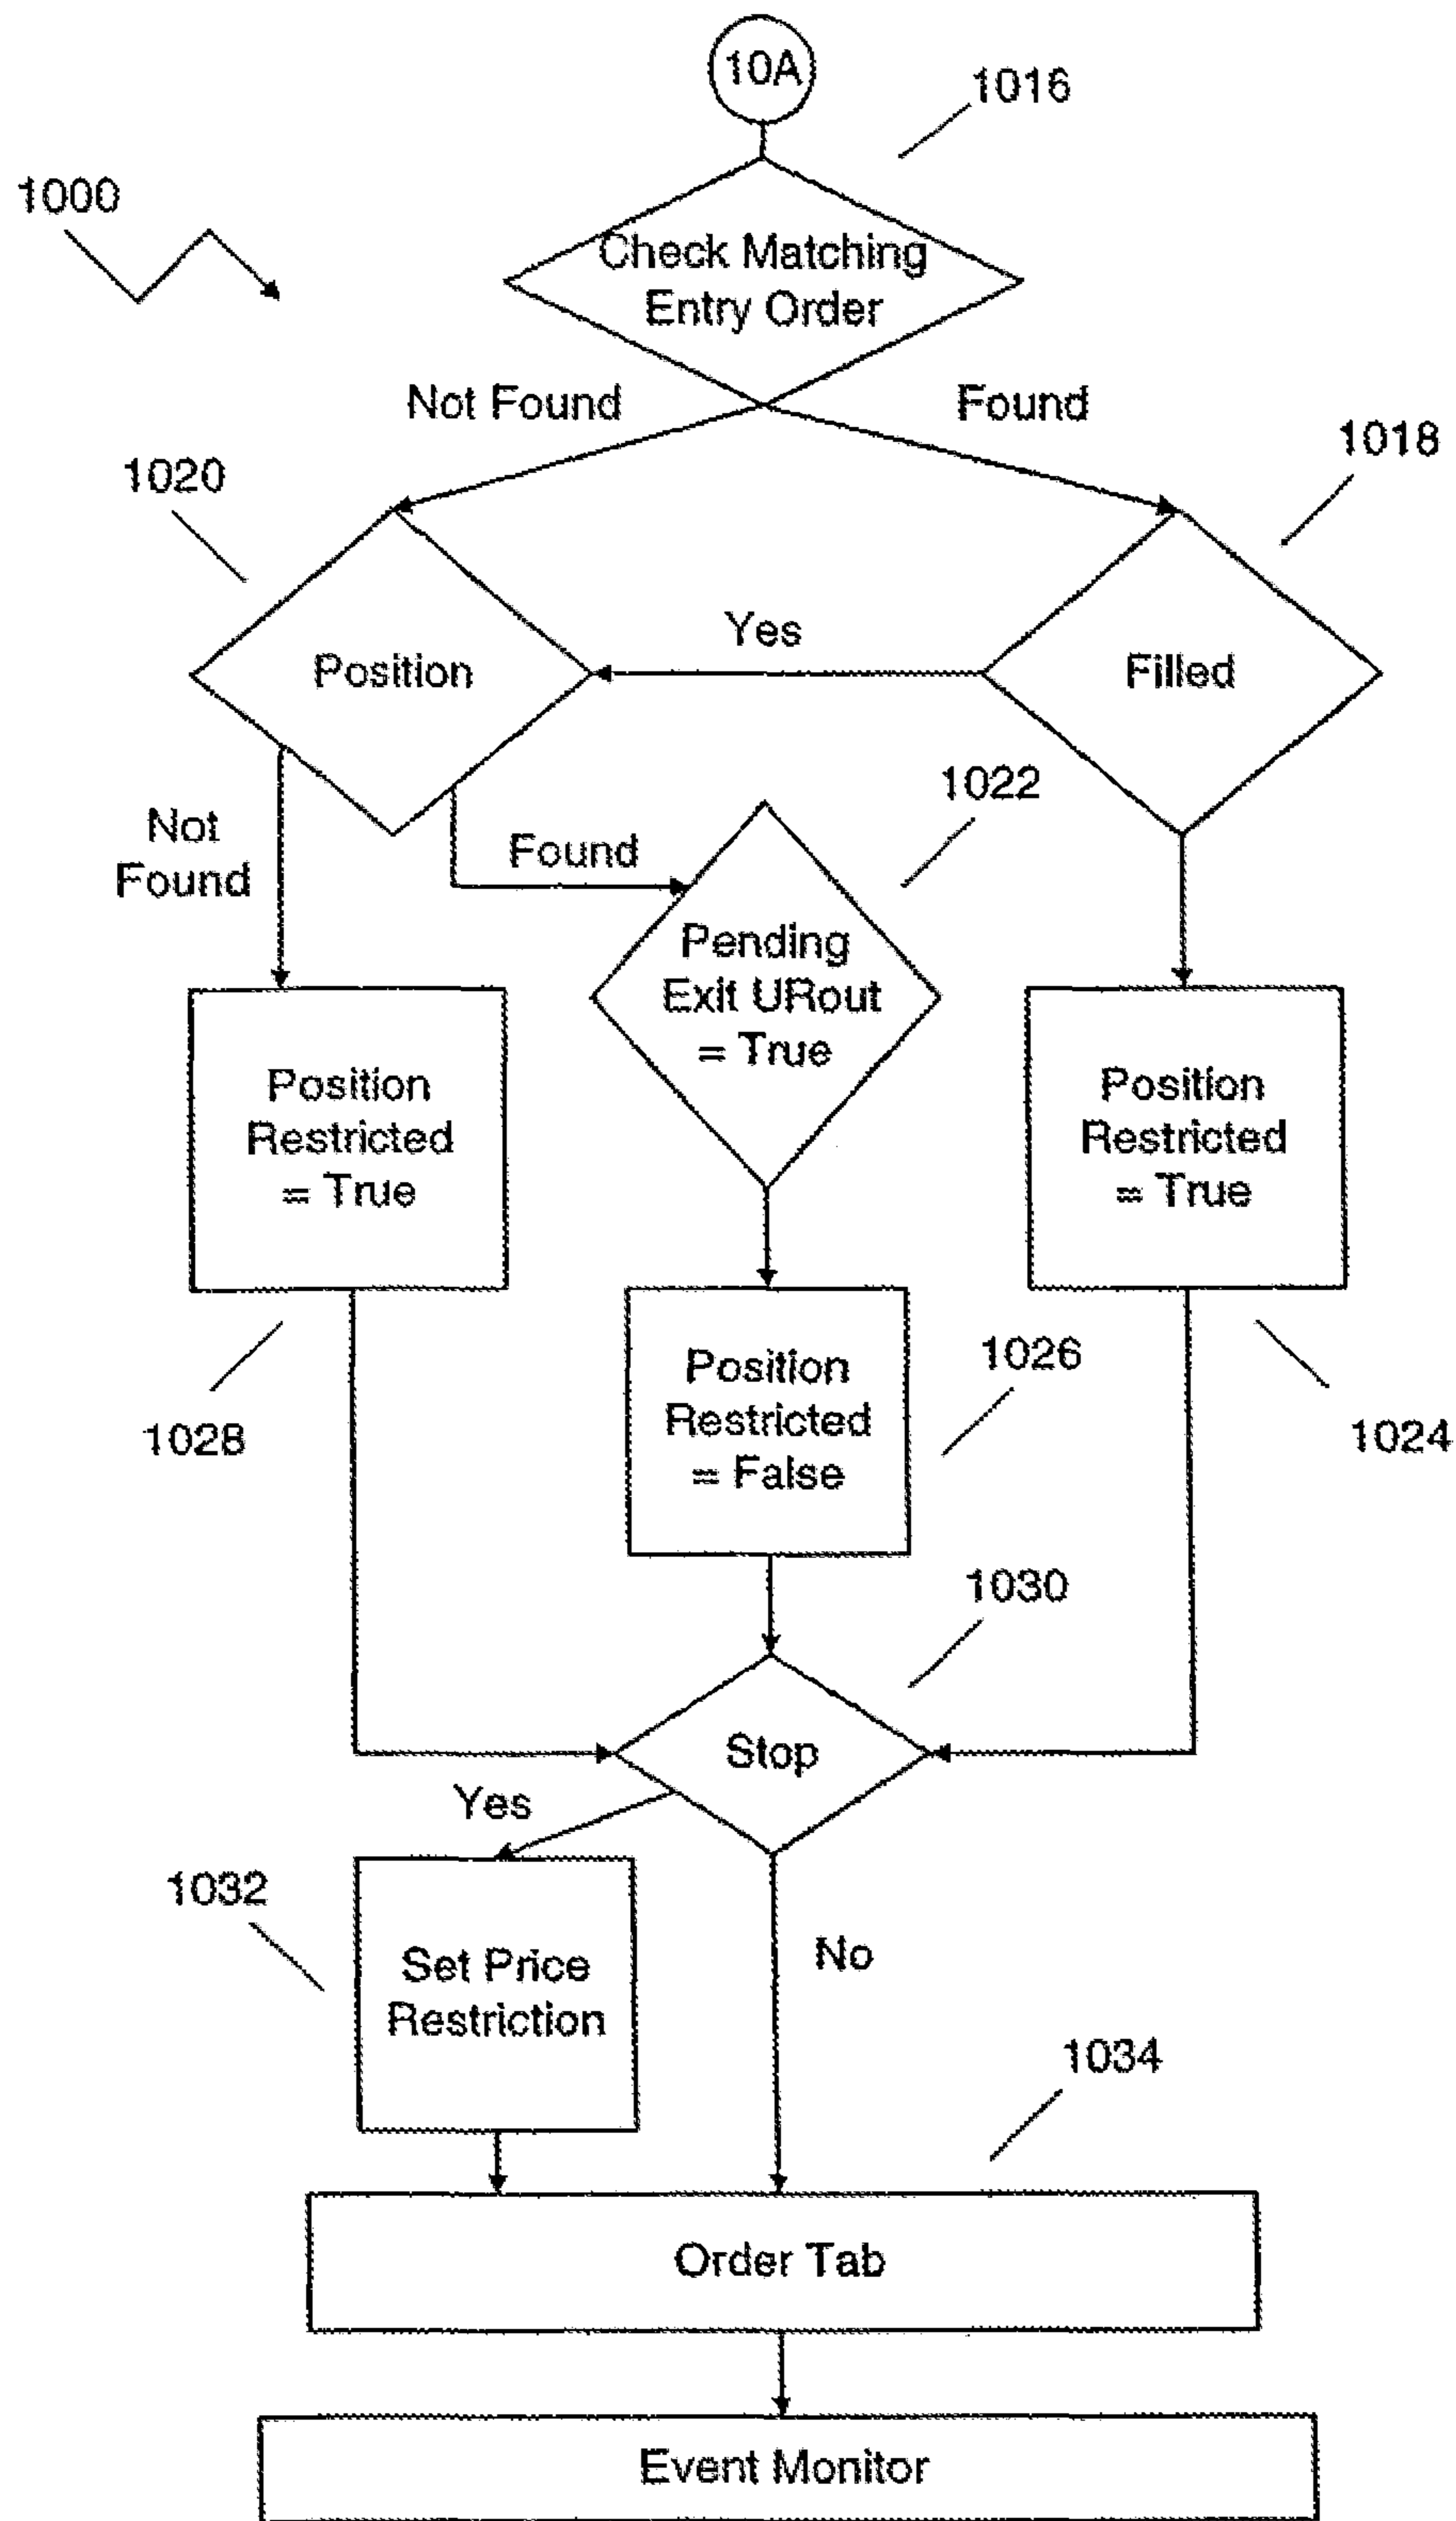 10A
1016
1000
Check Matching
Entry Order
Not Found
Found
1018
1020
Yes
Position
Filled
1022
Not
Found
Found
Pending
Exit URout
= True
Position
Restricted
= True
Position
Restricted
= True
1026
Position
Restricted
= False
1028
1024
1030
Stop
Yes
1032
No
Set Price
Restriction
1034
Order Tab
Event Monitor